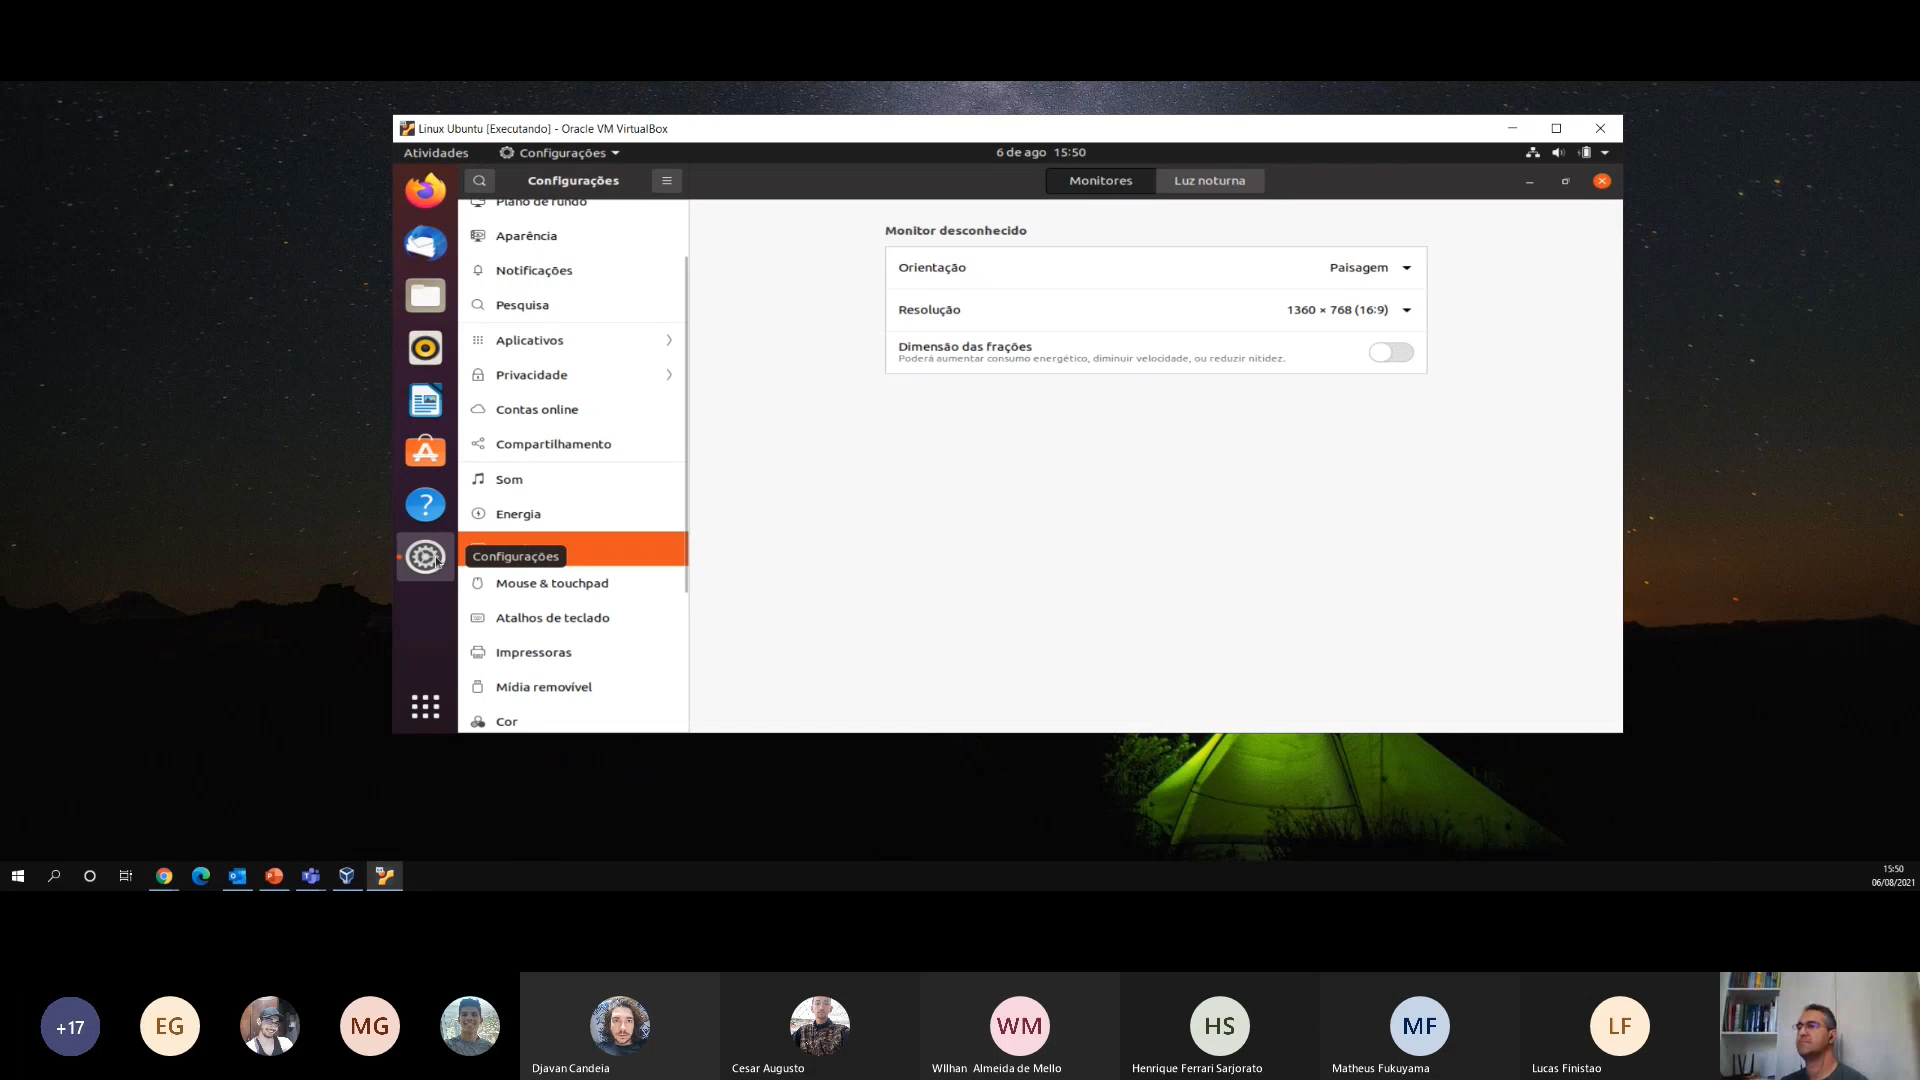 Linux Ubuntu [Executando] - Oracle VM VirtualBox
Atividades
Configurações
6 de ago 15:50
Configurações
Monitores
Luz noturna
Plano de fundo
Aparência
Notificações
Pesquisa
Aplicativos
Privacidade
Contas online
Compartilhamento
Som
Energia
Configurações
Mouse & touchpad
Atalhos de teclado
Impressoras
Mídia removível
Cor
Monitor desconhecido
Orientação
Paisagem
Resolução
1360 × 768 (16:9)
Dimensão das frações
Poderá aumentar consumo energético, diminuir velocidade, ou reduzir nitidez.
15:50
06/08/2021
+17
EG
MG
WM
HS
MF
LF
Djavan Candeia
Cesar Augusto
WIlhan Almeida de Mello
Henrique Ferrari Sarjorato
Matheus Fukuyama
Lucas Finistao